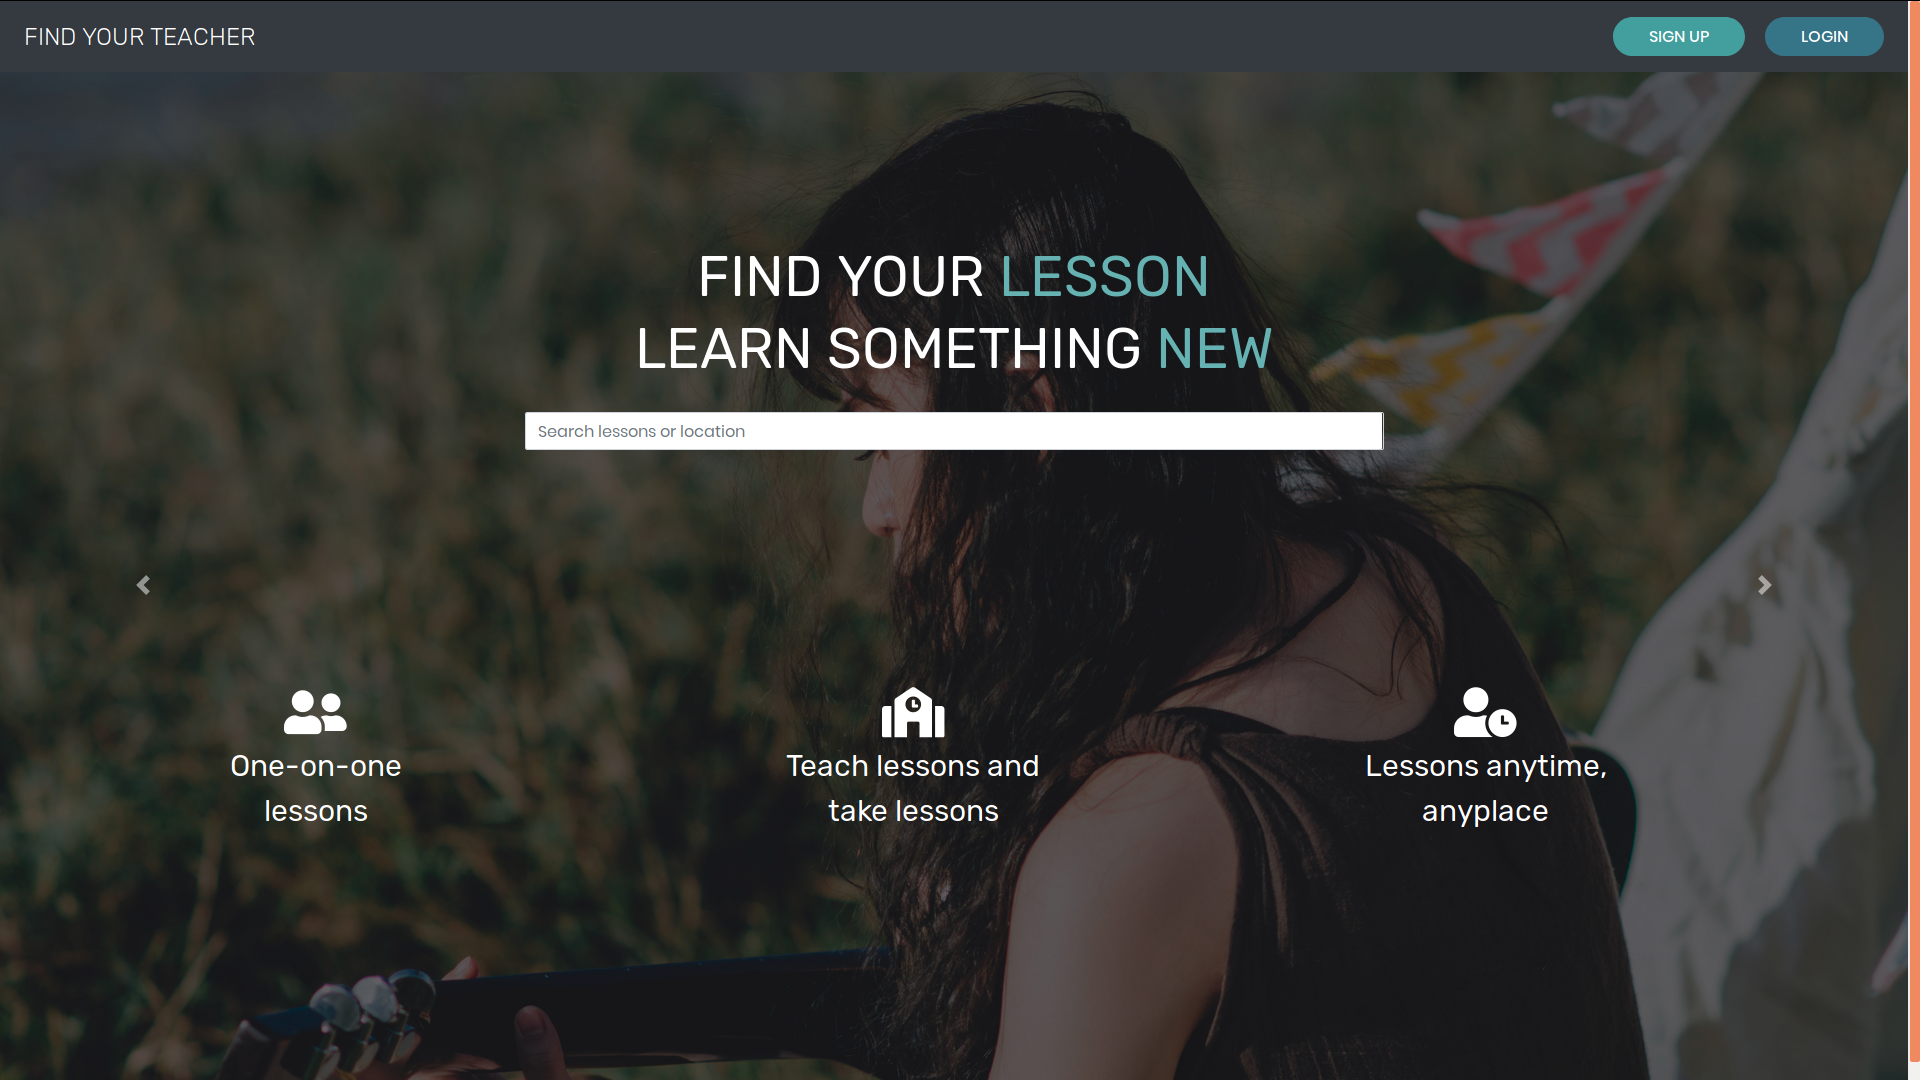 FIND YOUR TEACHER
SIGN UP
LOGIN
FIND YOUR LESSON
LEARN SOMETHING NEW
Search lessons or location
One-on-one
lessons
Teach lessons and
take lessons
Lessons anytime,
anyplace